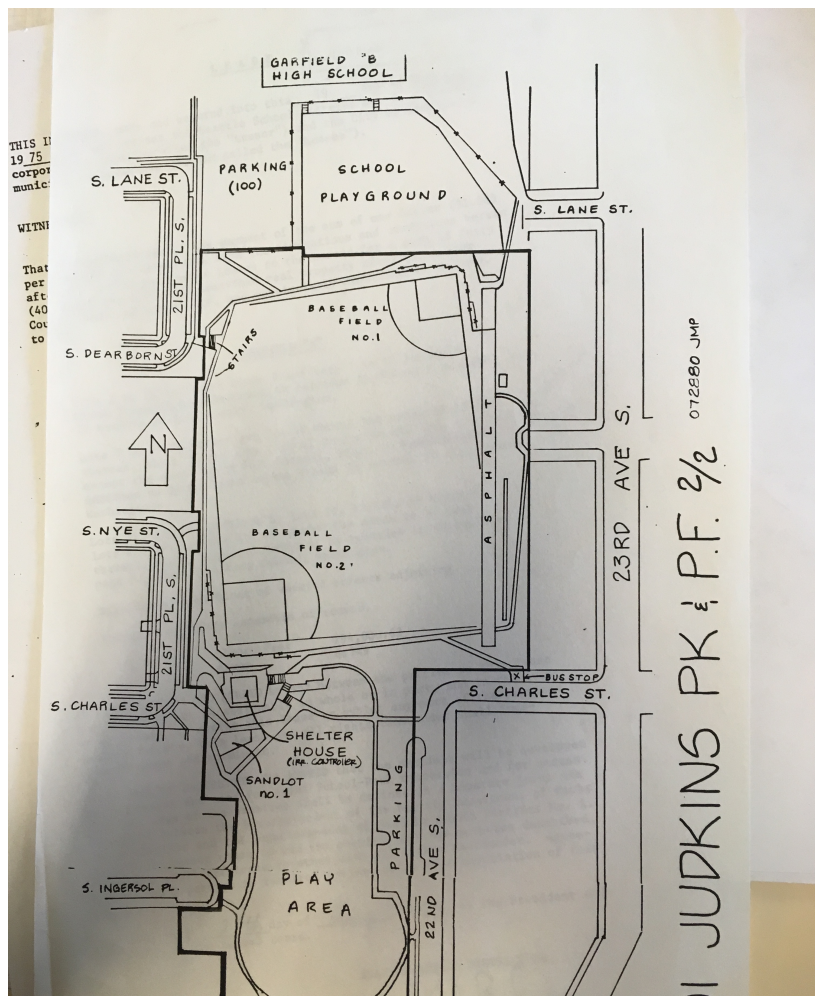 GARFIELD "B
HIGH SCHOOL
THIS
19 75
corpor
munic
WITN
That
per
aft
(40
Cou
to
PARKING
(100)
SCHOOL
PLAYGROUND
S. LANE ST.
S. LANE ST.
21ST PL. S.
S. DEARBORN ST
STAIRS
BASEBALL
FIELD
NO.1
N
ASPHALT
23RD AVE S.
072880 JMP
S. NYE ST.
21ST PL. S.
BASEBALL
FIELD
NO.2'
X
BUS STOP
S. CHARLES ST.
S. CHARLES ST.
SHELTER
HOUSE
(IRR. CONTROLLER)
SANDLOT
no. 1
PARKING
22ND AVE S.
PLAY
AREA
S. INGERSOL PL.
JUDKINS PK & P.F. 2/2